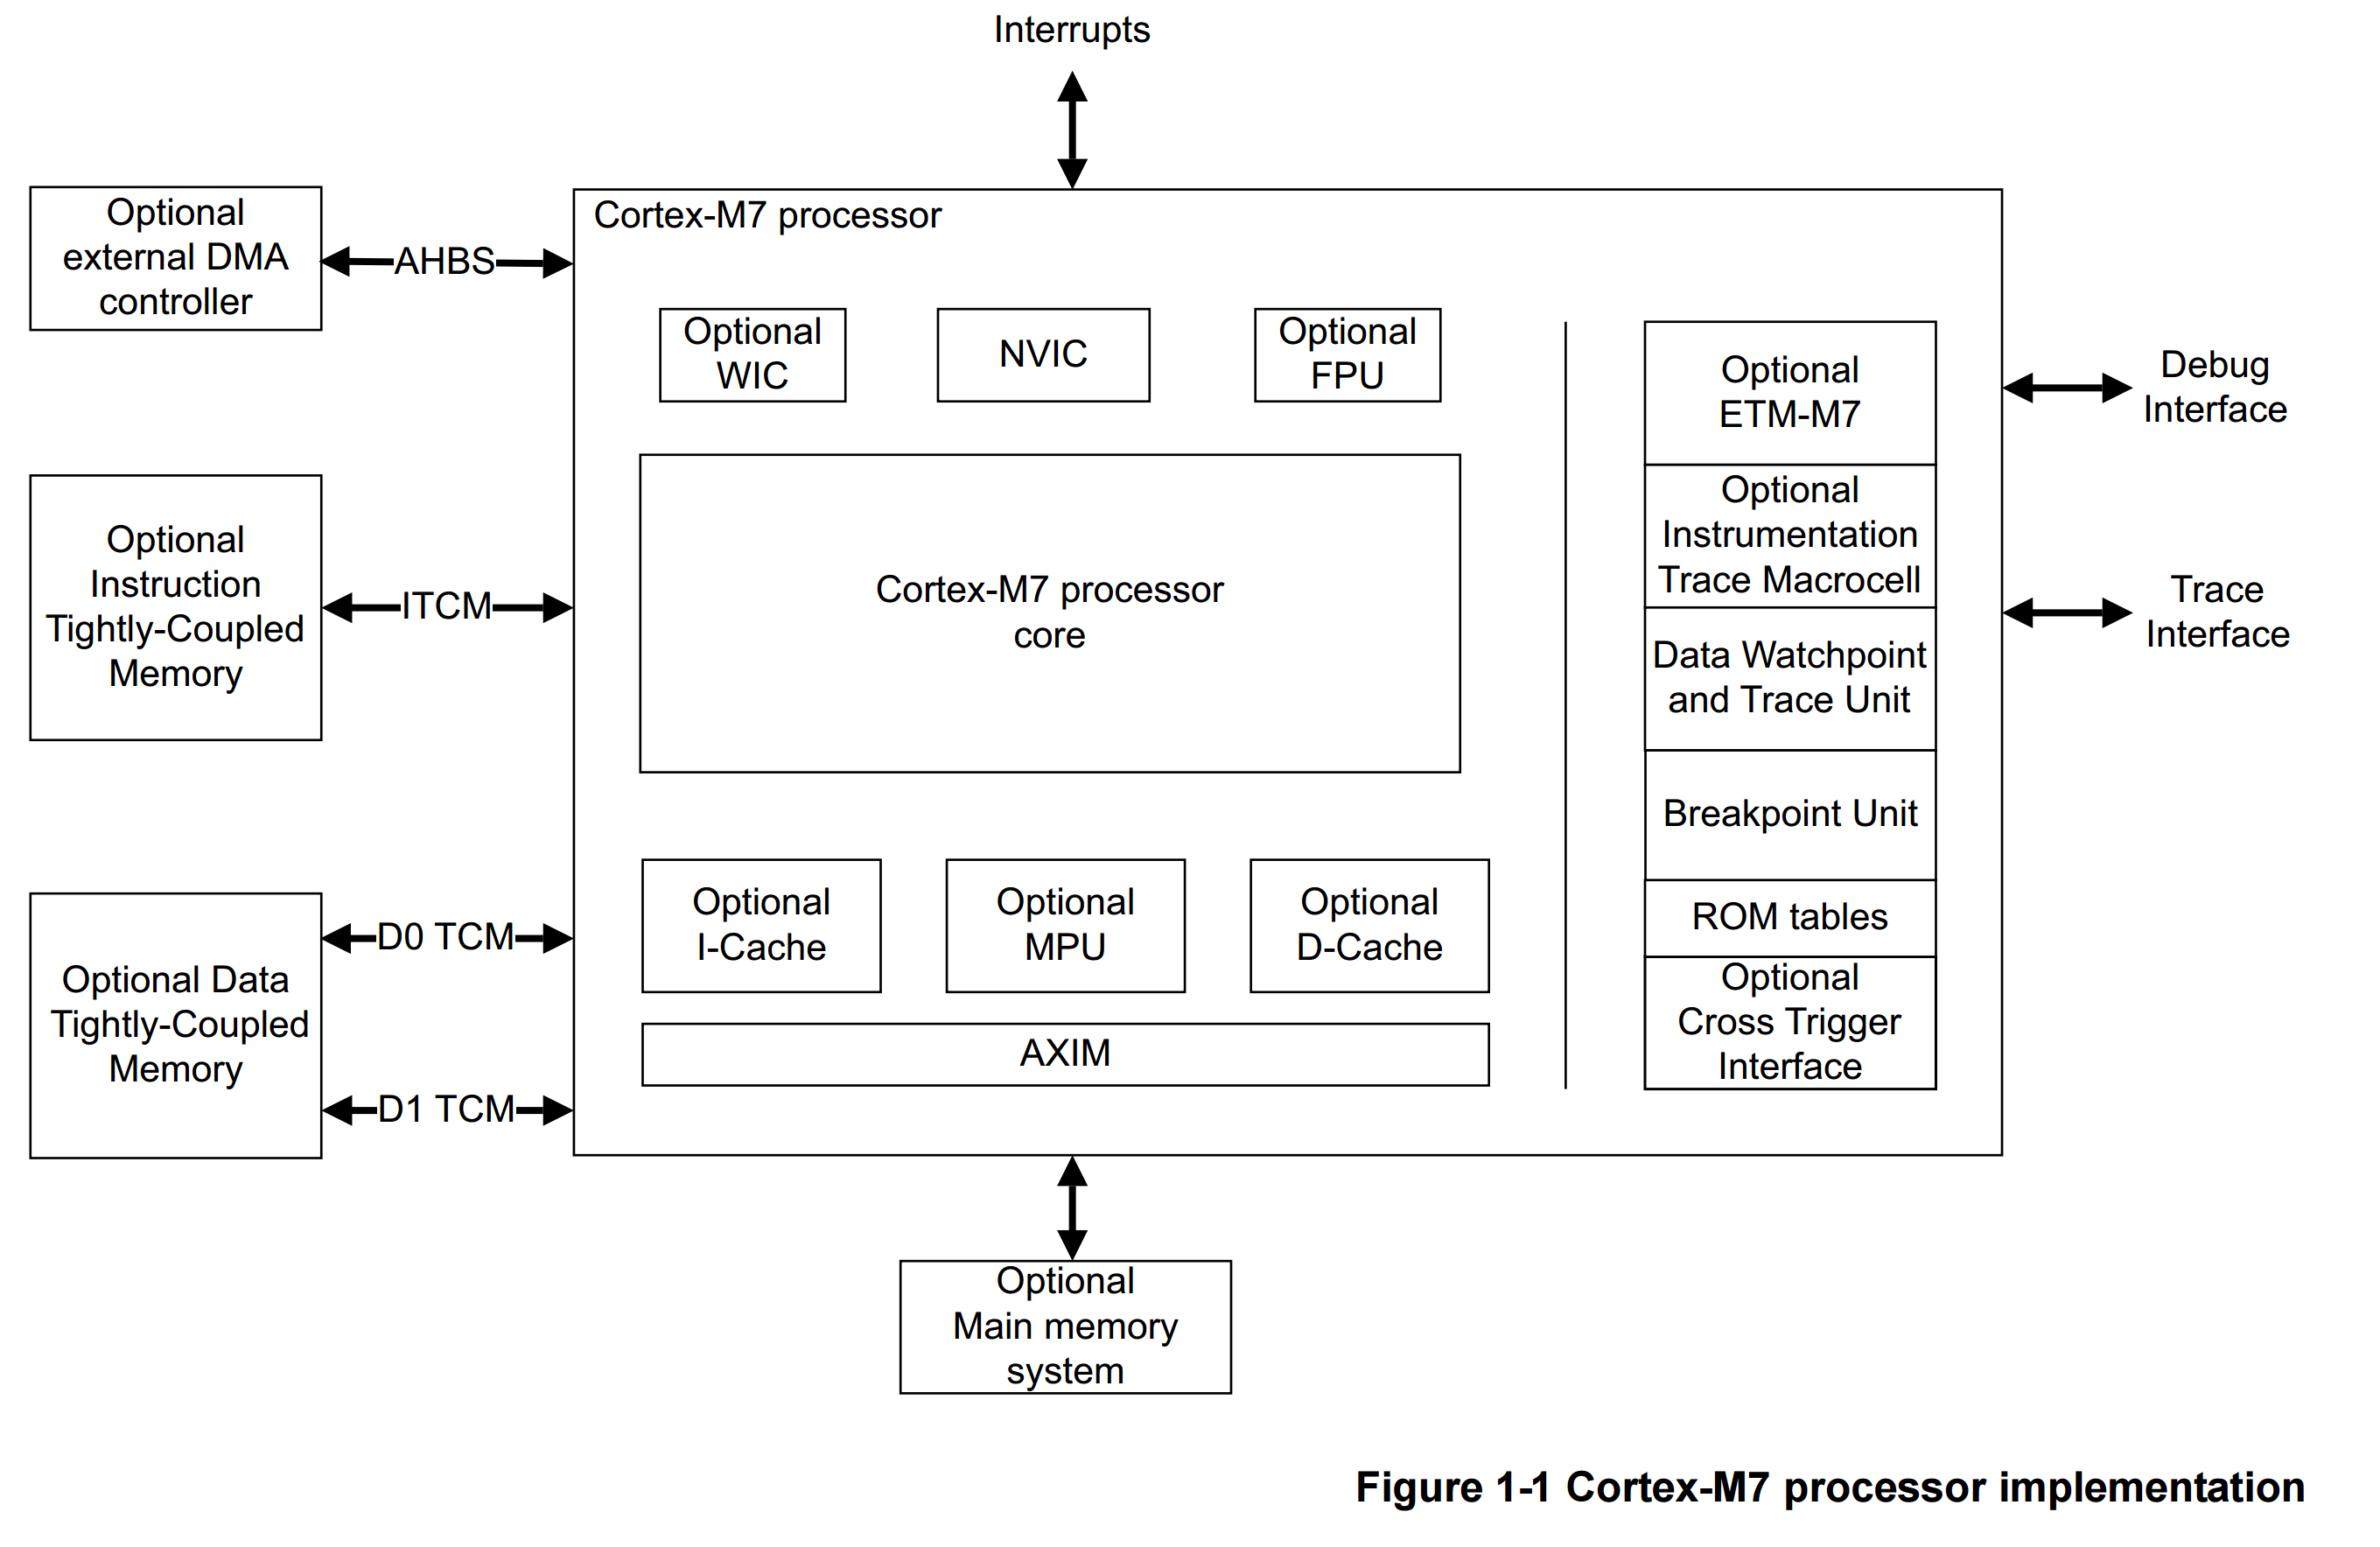 Interrupts
Optional
external DMA
controller
AHBS
Cortex-M7 processor
Optional
WIC
NVIC
Optional
FPU
Optional
ETM-M7
Debug
Interface
Optional
Instruction
Tightly-Coupled
Memory
ITCM
Cortex-M7 processor
core
Optional
Instrumentation
Trace Macrocell
Trace
Interface
Data Watchpoint
and Trace Unit
Breakpoint Unit
Optional Data
Tightly-Coupled
Memory
D0 TCM
D1 TCM
Optional
I-Cache
Optional
MPU
Optional
D-Cache
ROM tables
AXIM
Optional
Cross Trigger
Interface
Optional
Main memory
system
Figure 1-1 Cortex-M7 processor implementation